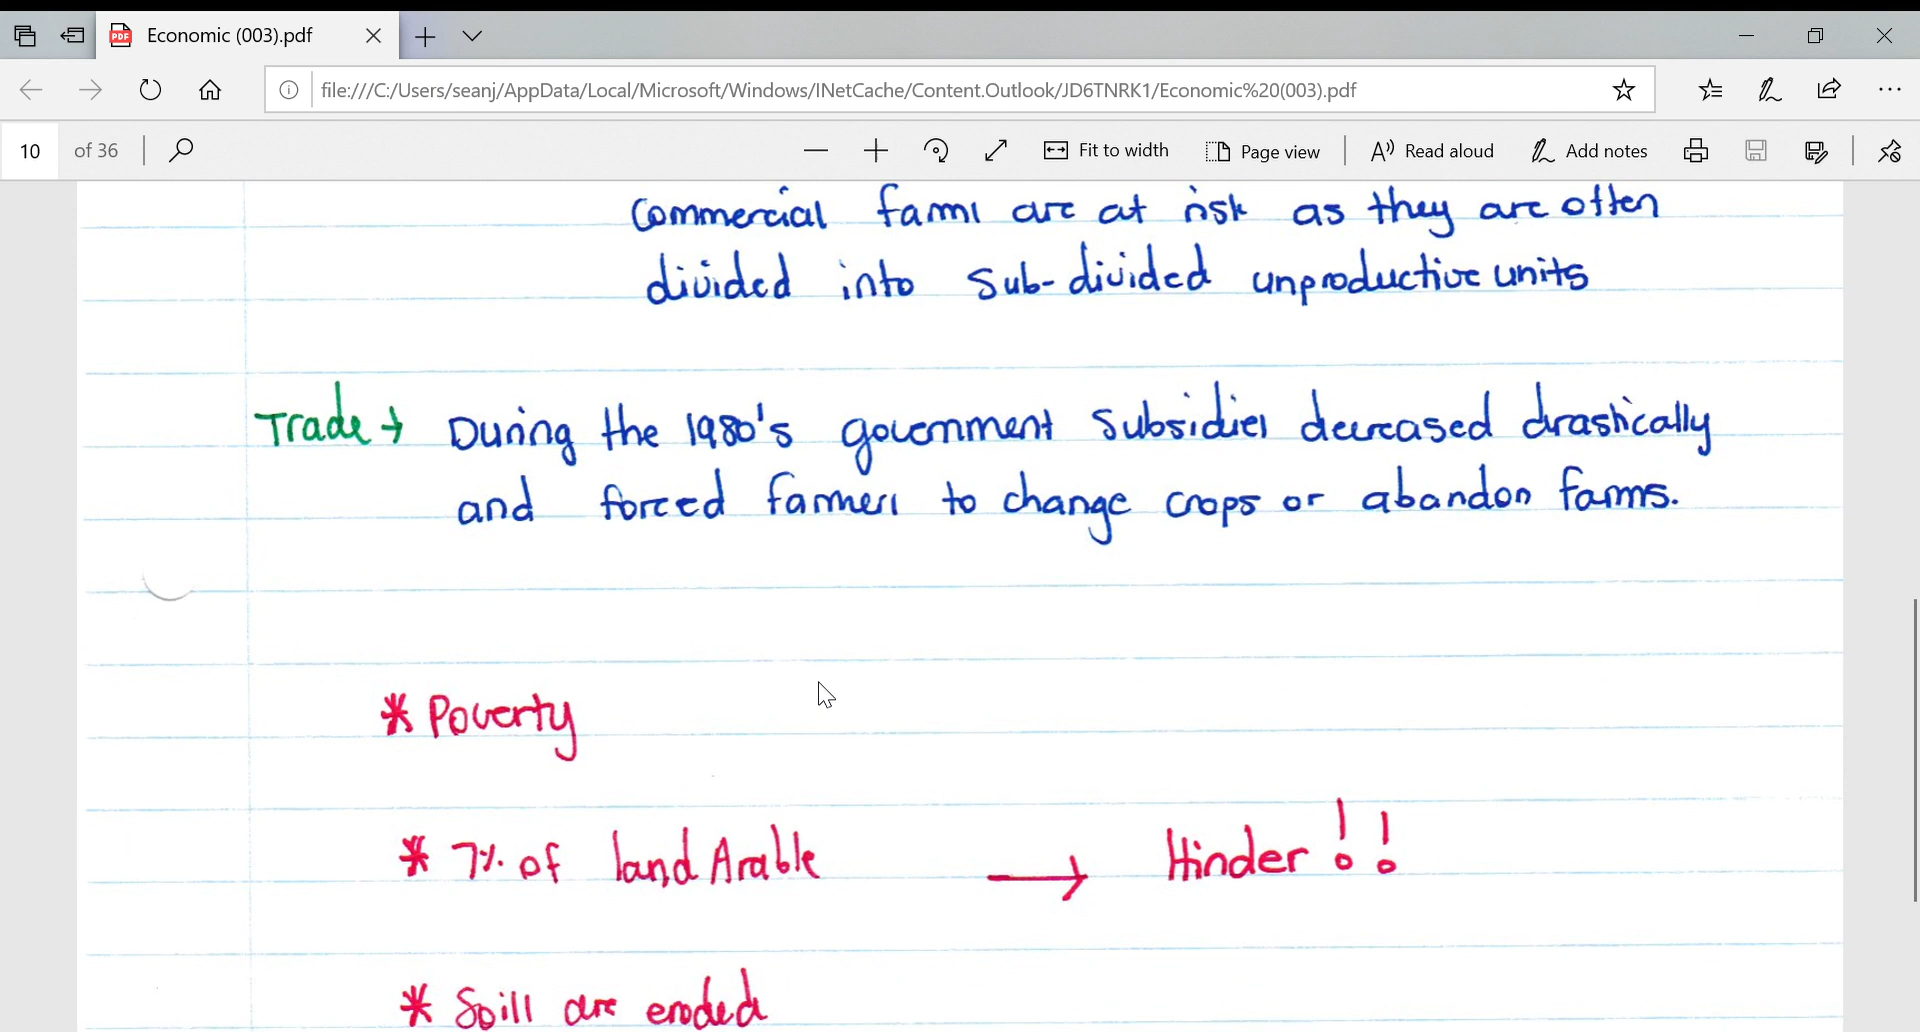 Economic (003).pdf
file:///C:/Users/seanj/AppData/Local/Microsoft/Windows/INetCache/Content.Outlook/JD6TNRK1/Economic%20(003).pdf
10 of 36 Fit to width Page view Read aloud Add notes
Commercial farms are at risk as they are often
divided into sub-divided unproductive units
Trade → During the 1980's government subsidies decreased drastically
and forced farmers to change crops or abandon farms.
* Poverty
* 7% of land Arable → Hinder!!
* Soils are eroded